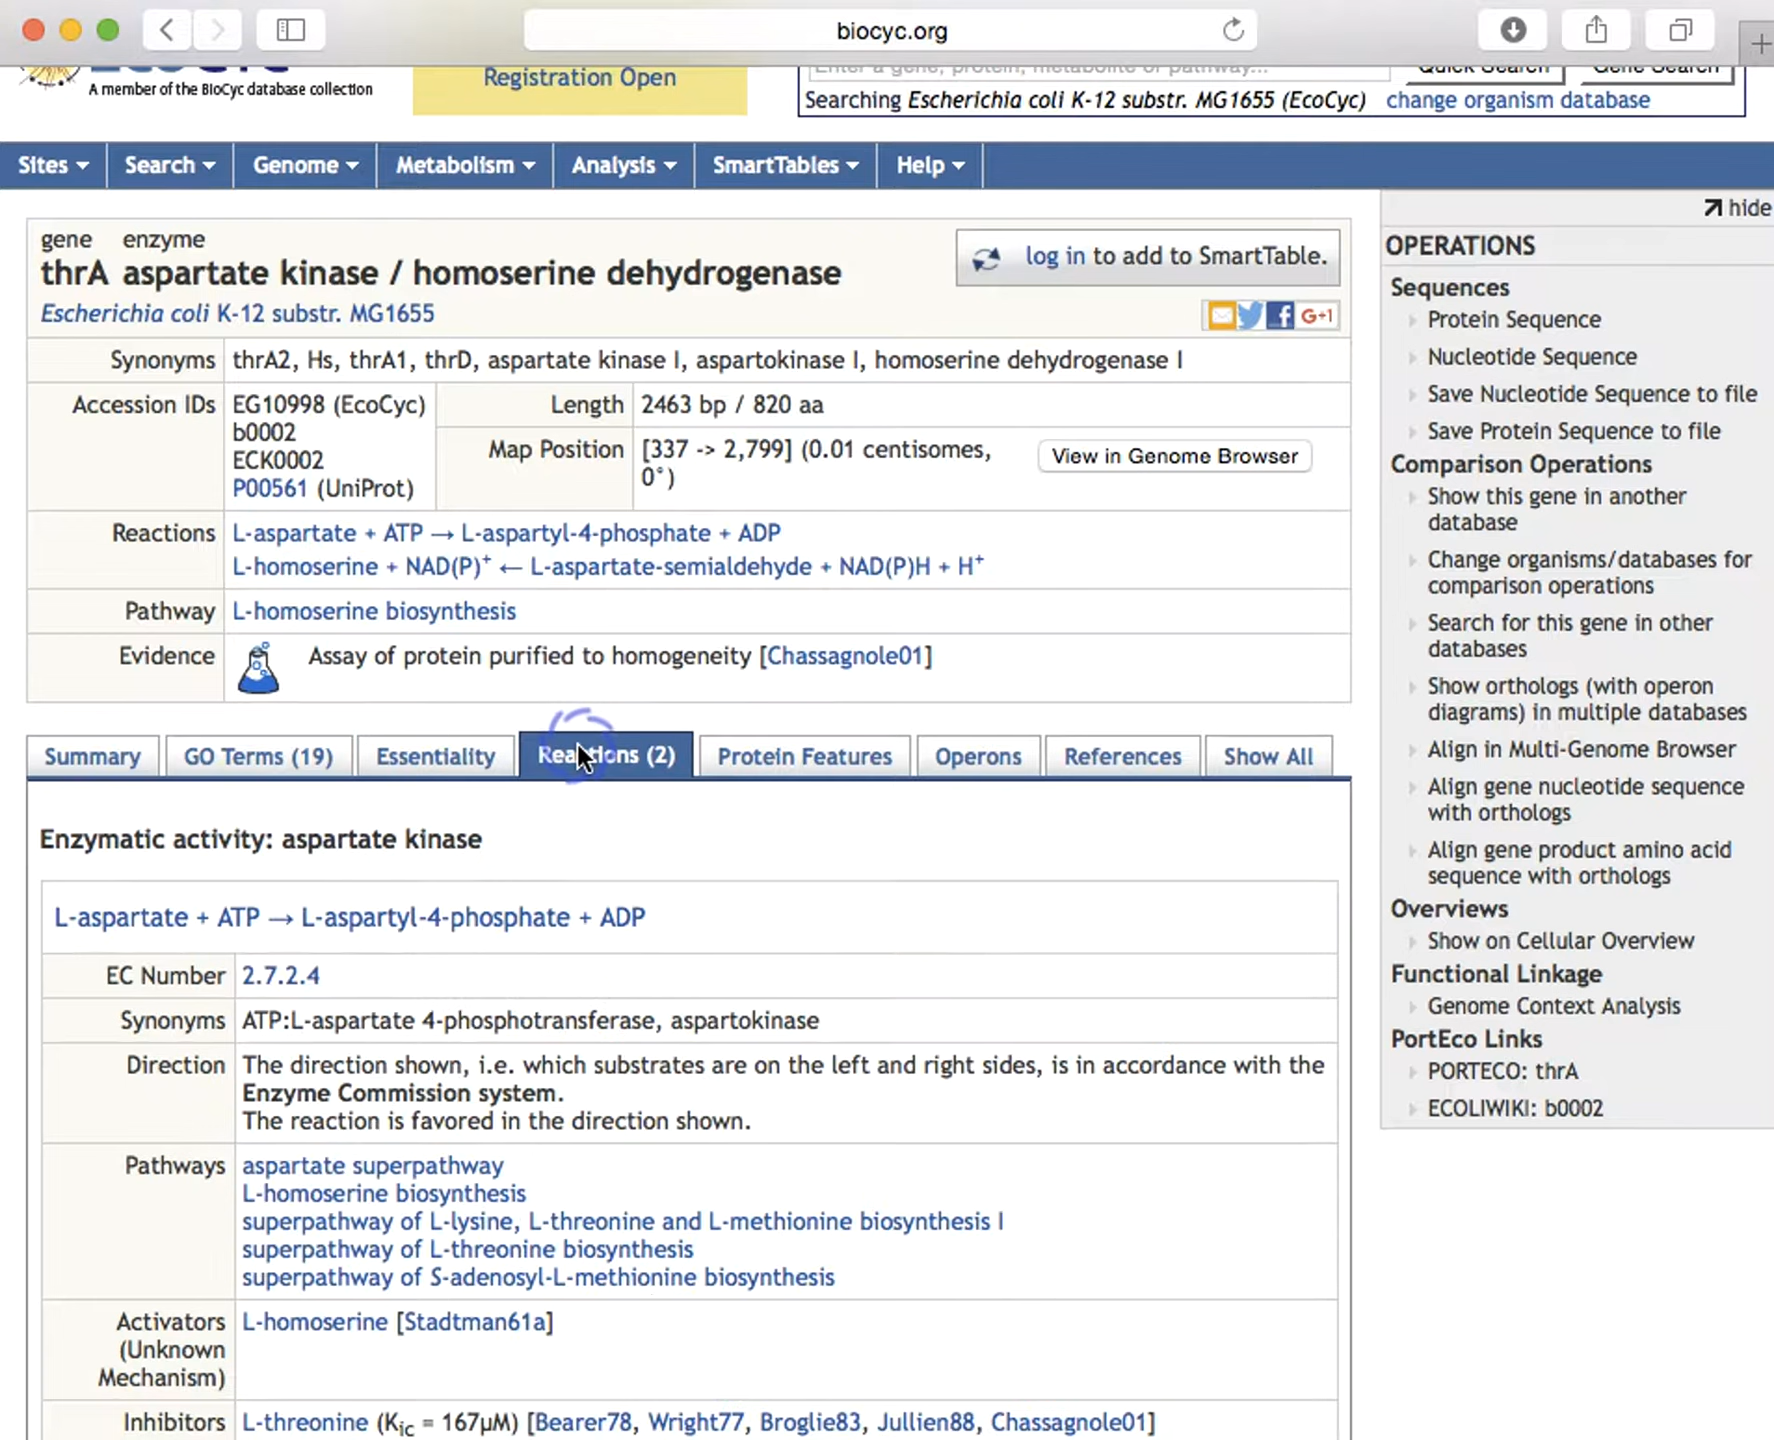 biocyc.org
A member of the BioCyc database collection
Registration Open
Enter a gene, protein, metabolite or pathway...
Quick Search
Gene Search
Searching Escherichia coli K-12 substr. MG1655 (EcoCyc) change organism database
Sites
Search
Genome
Metabolism
Analysis
SmartTables
Help
gene enzyme
thrA aspartate kinase / homoserine dehydrogenase
Escherichia coli K-12 substr. MG1655
log in to add to SmartTable.
G+1
Synonyms thrA2, Hs, thrA1, thrD, aspartate kinase I, aspartokinase I, homoserine dehydrogenase I
Accession IDs EG10998 (EcoCyc)
b0002
ECK0002
P00561 (UniProt)
Length 2463 bp / 820 aa
Map Position [337 -> 2,799] (0.01 centisomes,
0°)
View in Genome Browser
Reactions L-aspartate + ATP → L-aspartyl-4-phosphate + ADP
L-homoserine + NAD(P)⁺ ← L-aspartate-semialdehyde + NAD(P)H + H⁺
Pathway L-homoserine biosynthesis
Evidence Assay of protein purified to homogeneity [Chassagnole01]
Summary
GO Terms (19)
Essentiality
Reactions (2)
Protein Features
Operons
References
Show All
Enzymatic activity: aspartate kinase
L-aspartate + ATP → L-aspartyl-4-phosphate + ADP
EC Number 2.7.2.4
Synonyms ATP:L-aspartate 4-phosphotransferase, aspartokinase
Direction The direction shown, i.e. which substrates are on the left and right sides, is in accordance with the
Enzyme Commission system.
The reaction is favored in the direction shown.
Pathways aspartate superpathway
L-homoserine biosynthesis
superpathway of L-lysine, L-threonine and L-methionine biosynthesis I
superpathway of L-threonine biosynthesis
superpathway of S-adenosyl-L-methionine biosynthesis
Activators L-homoserine [Stadtman61a]
(Unknown
Mechanism)
Inhibitors L-threonine (Kic = 167μM) [Bearer78, Wright77, Broglie83, Jullien88, Chassagnole01]
hide
OPERATIONS
Sequences
Protein Sequence
Nucleotide Sequence
Save Nucleotide Sequence to file
Save Protein Sequence to file
Comparison Operations
Show this gene in another
database
Change organisms/databases for
comparison operations
Search for this gene in other
databases
Show orthologs (with operon
diagrams) in multiple databases
Align in Multi-Genome Browser
Align gene nucleotide sequence
with orthologs
Align gene product amino acid
sequence with orthologs
Overviews
Show on Cellular Overview
Functional Linkage
Genome Context Analysis
PortEco Links
PORTECO: thrA
ECOLIWIKI: b0002